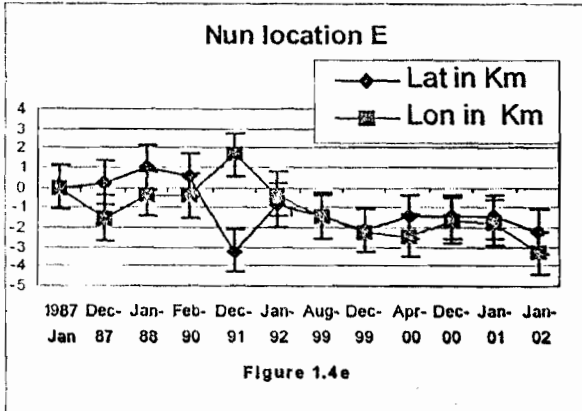 Nun location E
Lat in Km
Lon in Km
4
3
2
1
0
-1
-2
-3
-4
-5
1987 Dec- Jan- Feb- Dec- Jan- Aug- Dec- Apr- Dec- Jan- Jan-
Jan 87 88 90 91 92 99 99 00 00 01 02
Figure 1.4e